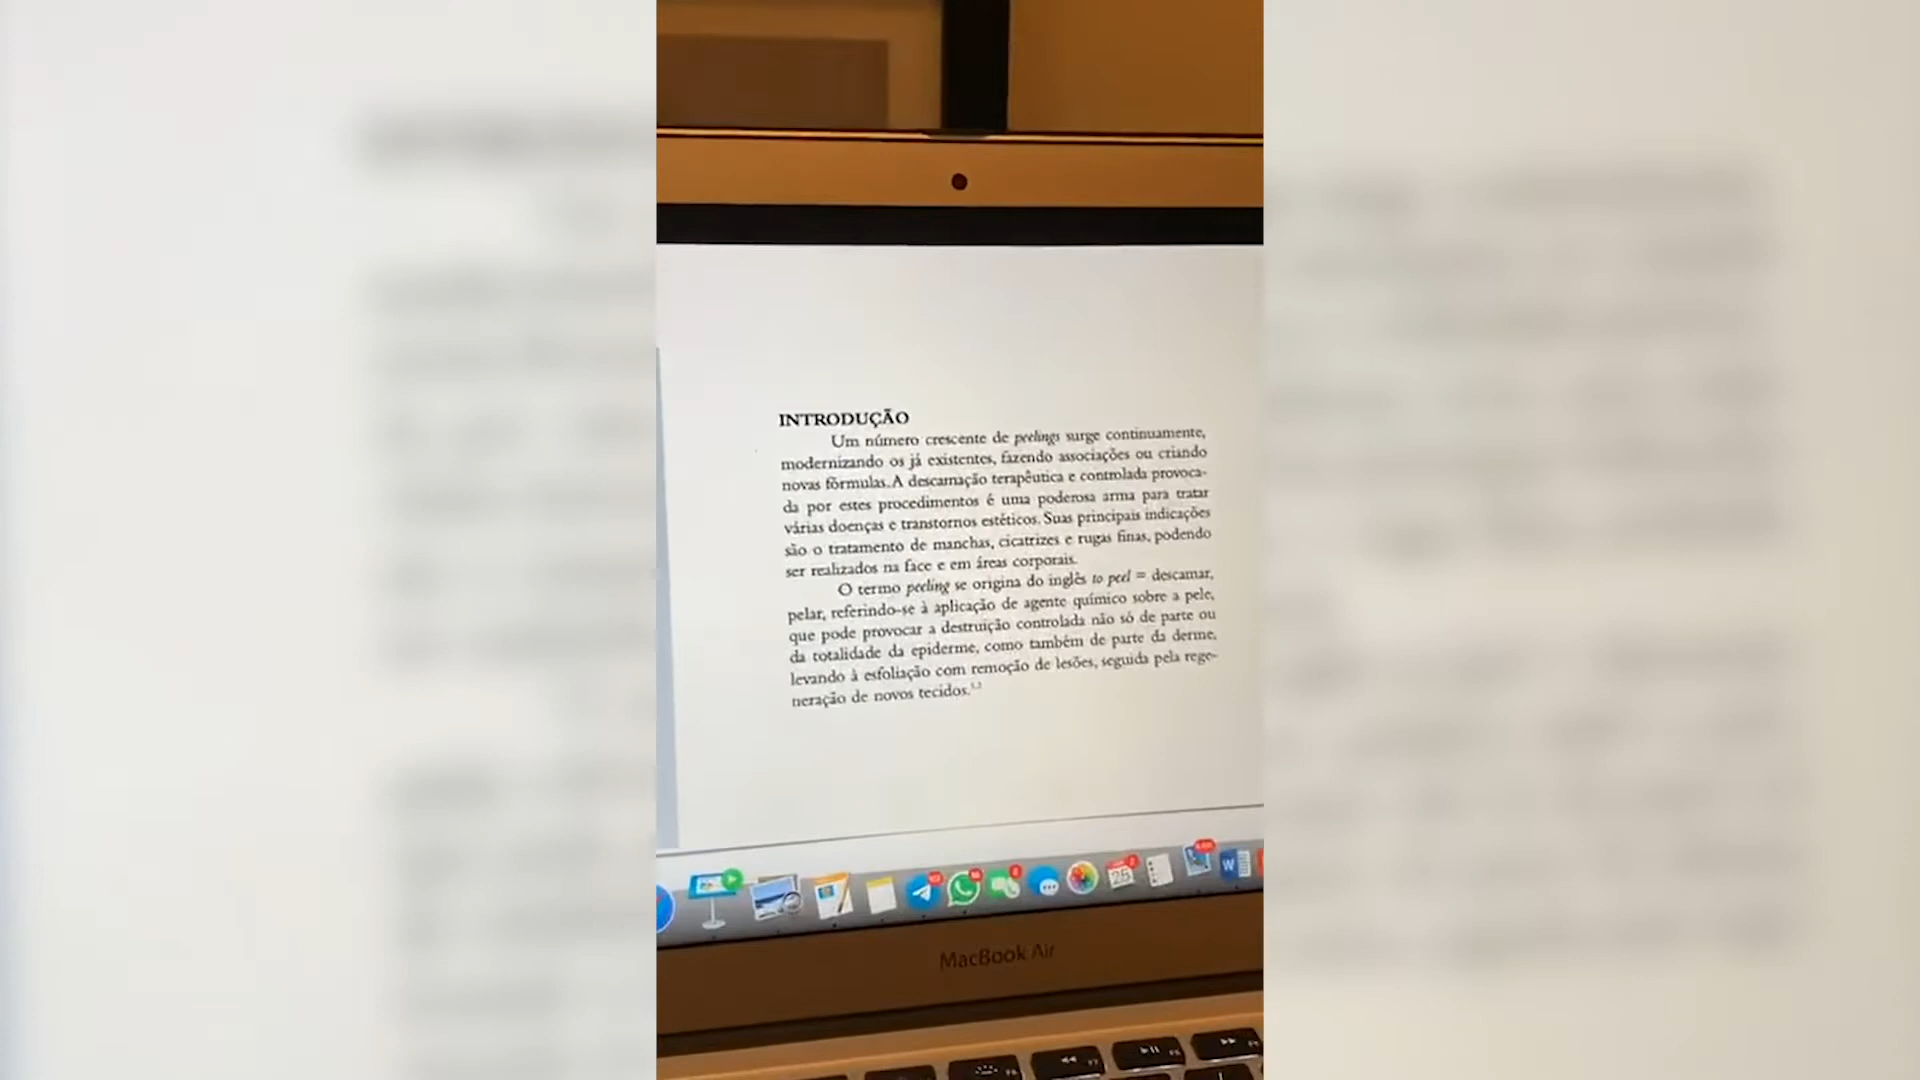 INTRODUÇÃO
Um número crescente de peelings surge continuamente,
modernizando os já existentes, fazendo associações ou criando
novas fórmulas. A descamação terapêutica e controlada provoca-
da por estes procedimentos é uma poderosa arma para tratar
várias doenças e transtornos estéticos. Suas principais indicações
são o tratamento de manchas, cicatrizes e rugas finas, podendo
ser realizados na face e em áreas corporais.
O termo peeling se origina do inglês to peel = descamar,
pelar, referindo-se à aplicação de agente químico sobre a pele,
que pode provocar a destruição controlada não só de parte ou
da totalidade da epiderme, como também de parte da derme,
levando à esfoliação com remoção de lesões, seguida pela rege-
neração de novos tecidos.
25
W
MacBook Air